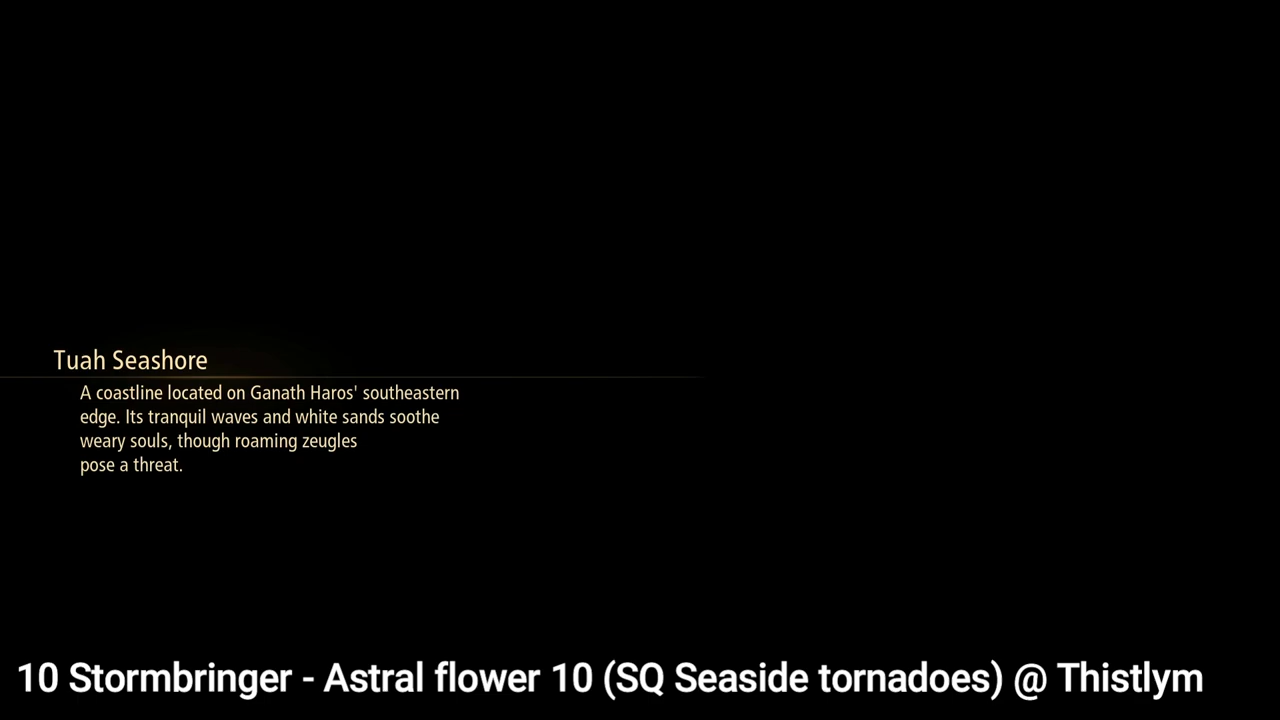 Tuah Seashore
A coastline located on Ganath Haros' southeastern
edge. Its tranquil waves and white sands soothe
weary souls, though roaming zeugles
pose a threat.
10 Stormbringer - Astral flower 10 (SQ Seaside tornadoes) @ Thistlym